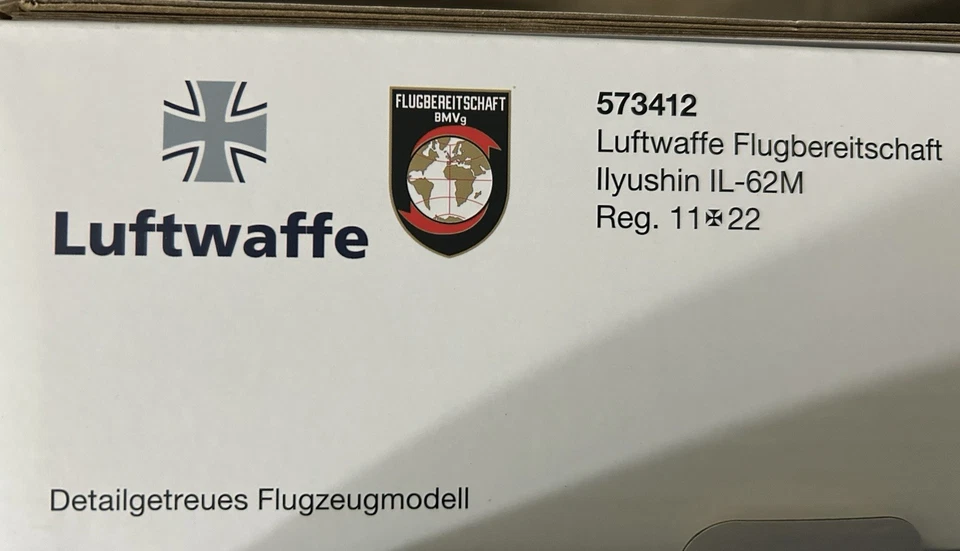 FLUGBEREITSCHAFT
BMVg
Luftwaffe
573412
Luftwaffe Flugbereitschaft
Ilyushin IL-62M
Reg. 11✠22
Detailgetreues Flugzeugmodell